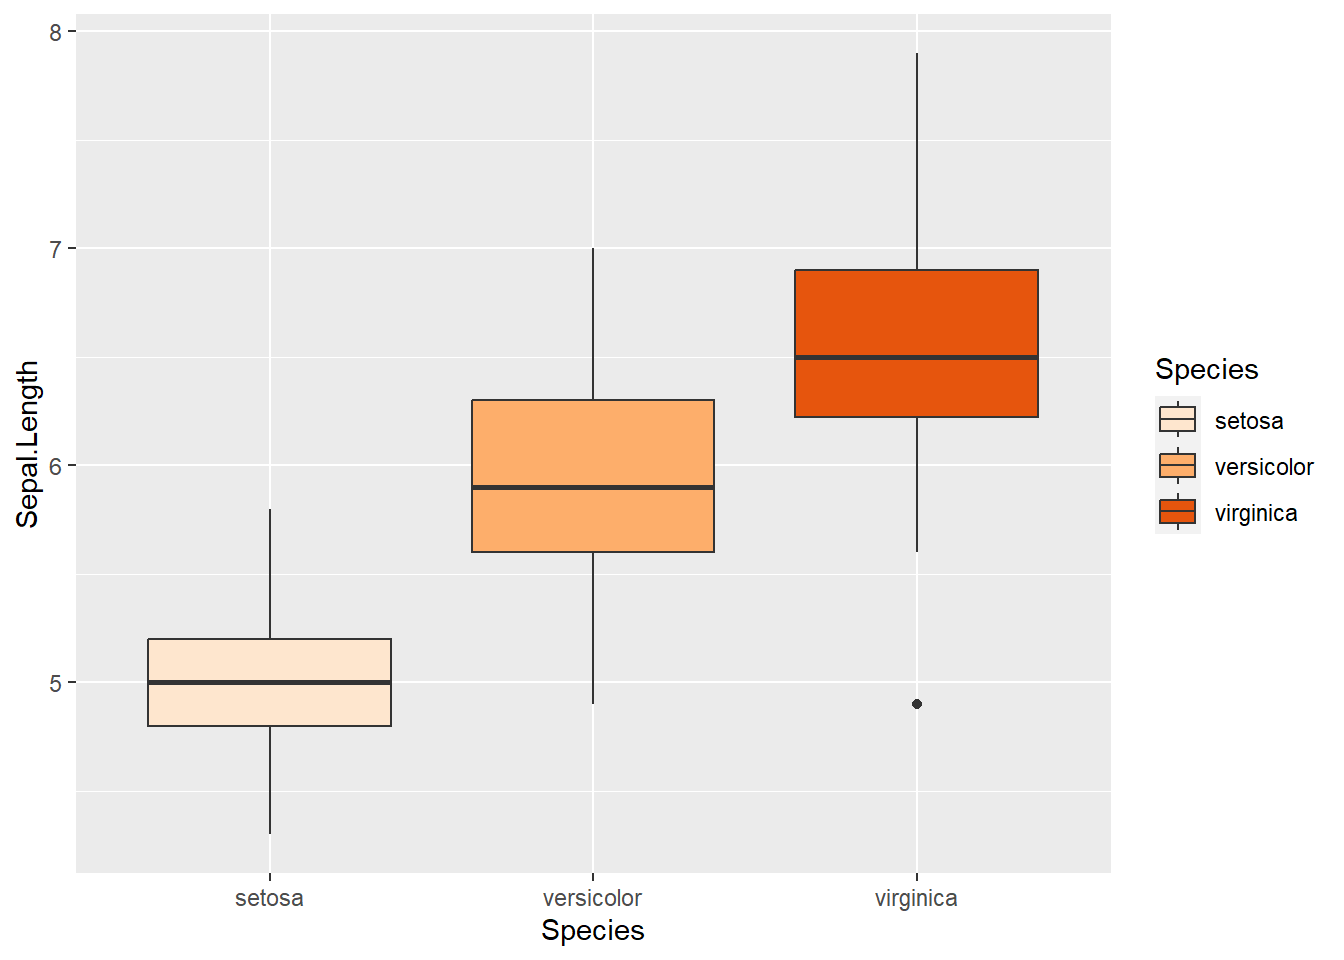 Sepal.Length
8
7
6
5
setosa
versicolor
virginica
Species
Species
setosa
versicolor
virginica